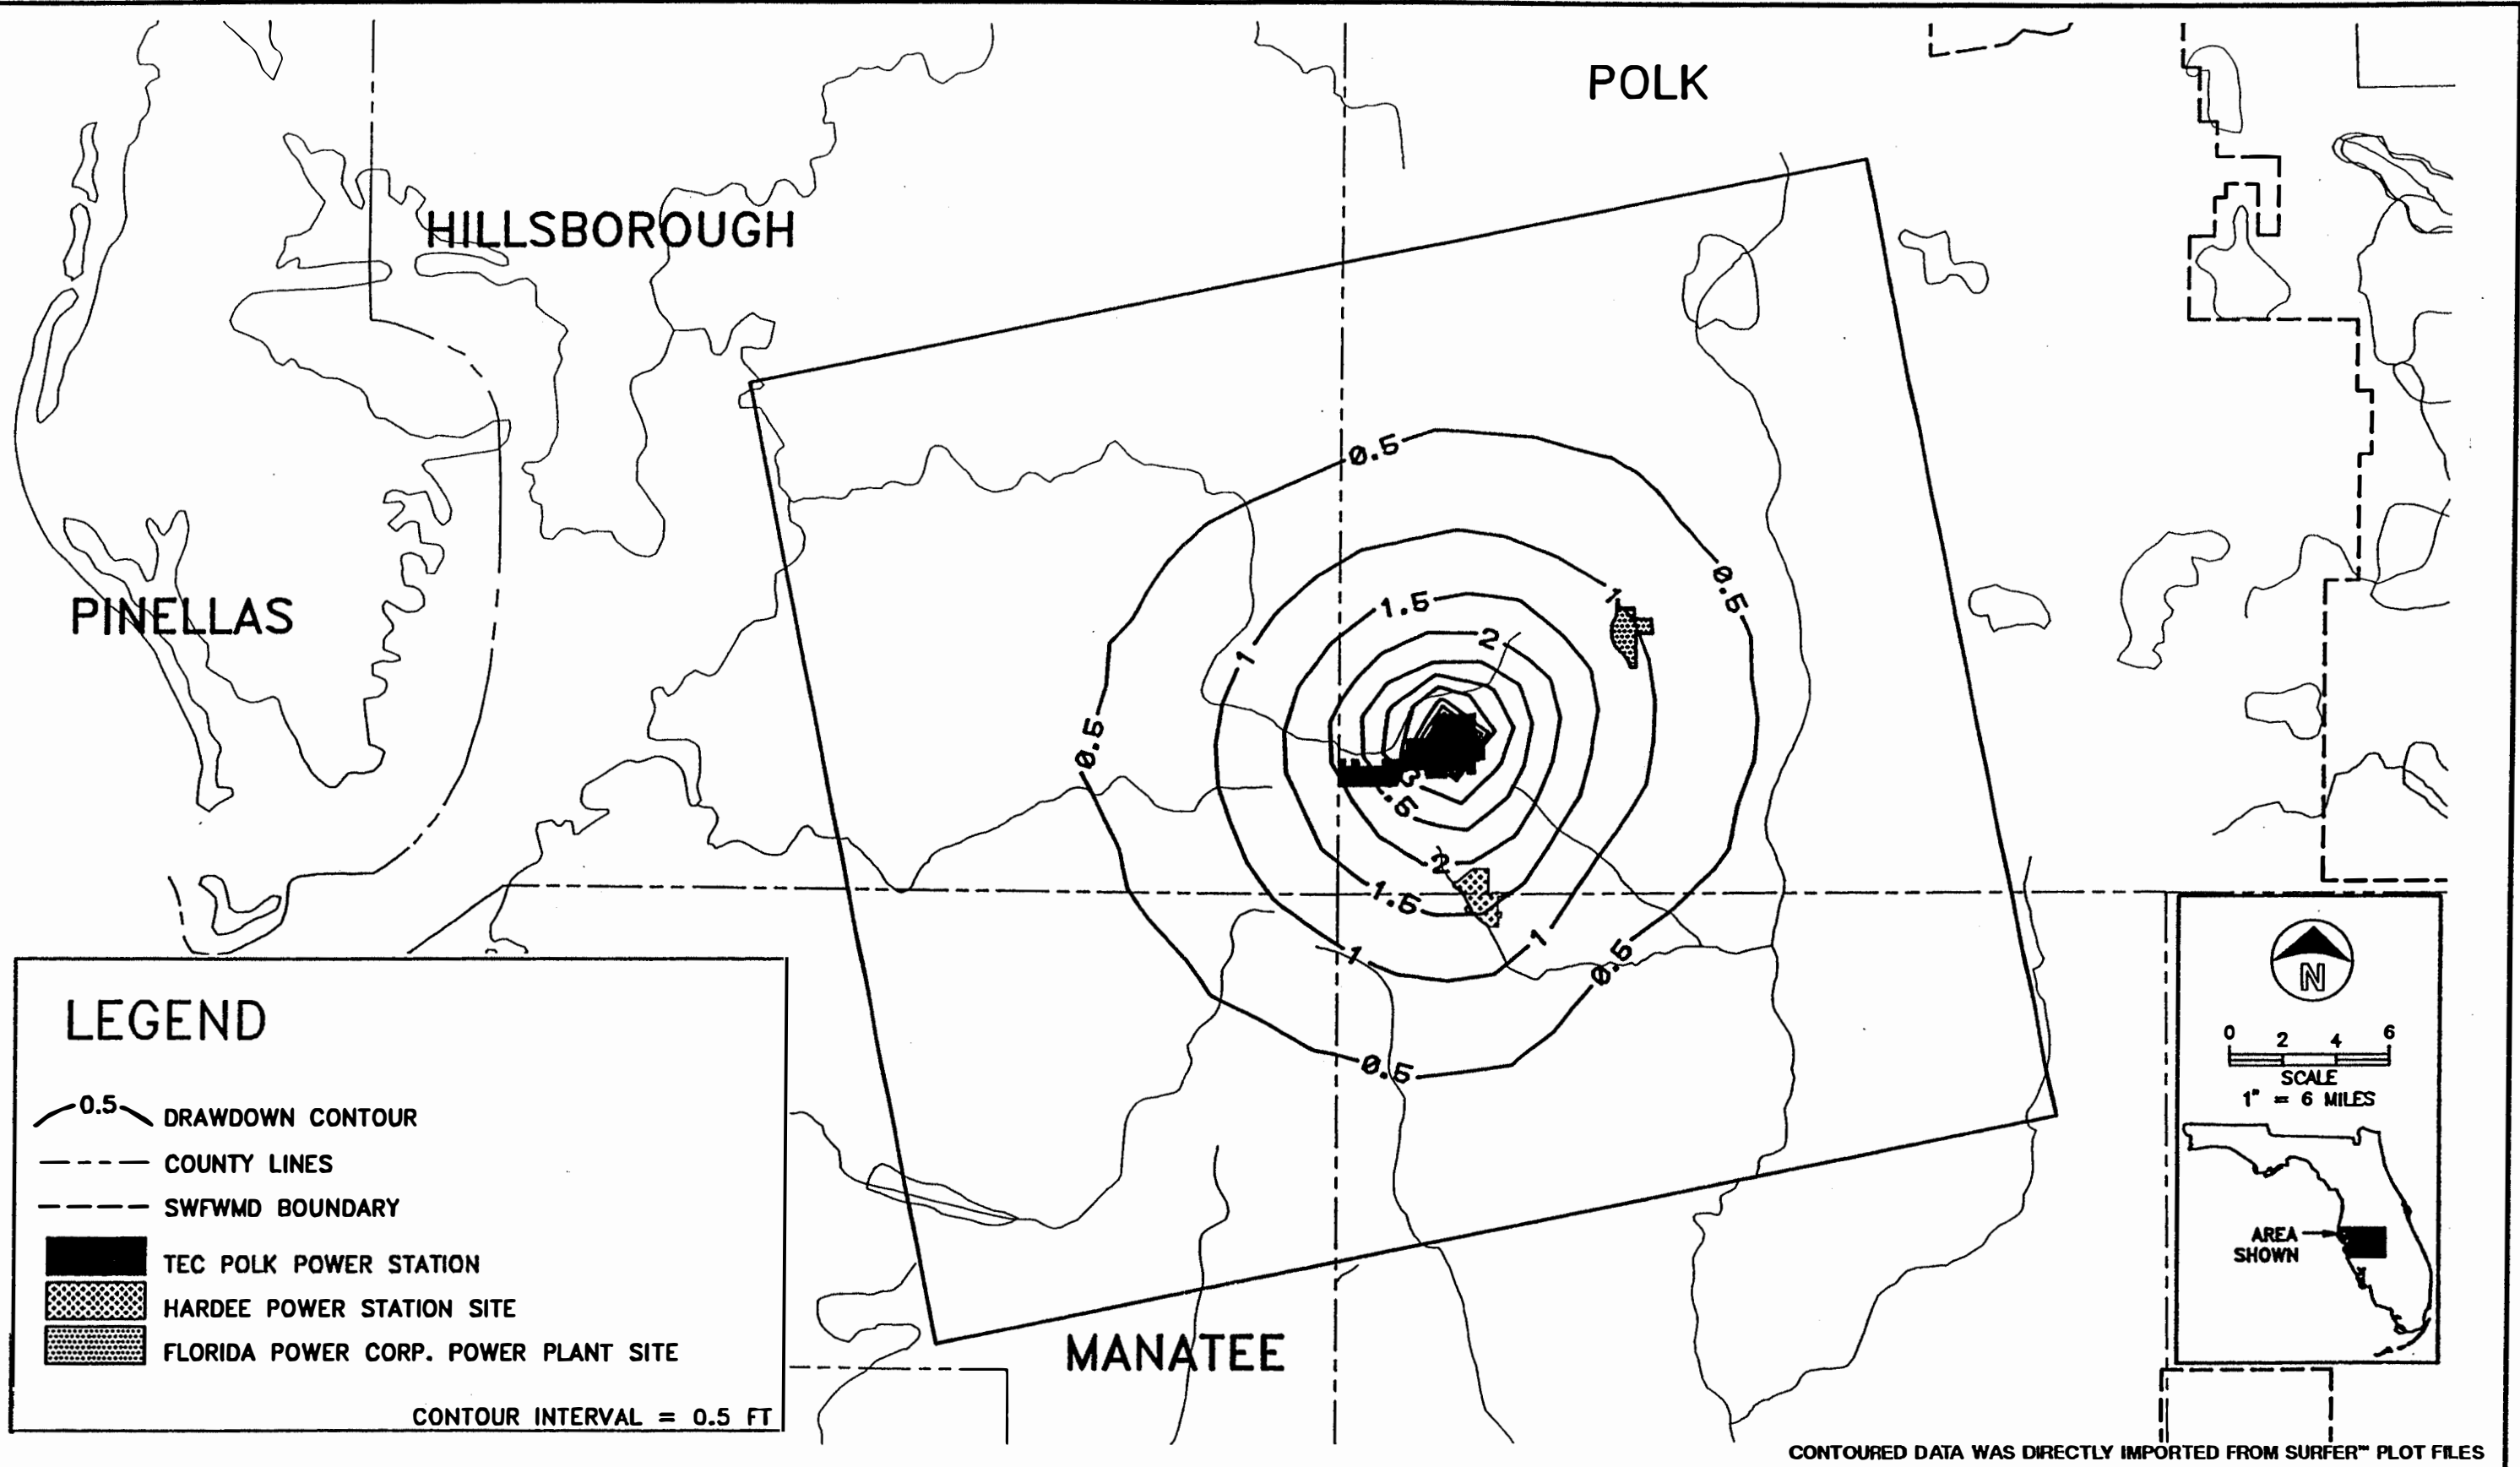 POLK
HILLSBOROUGH
0.5
0.5
1.5
1
2
PINELLAS
1
0.5
3
.5
2
1.5
1
1
0.5
0.5
MANATEE
LEGEND
0.5 DRAWDOWN CONTOUR
COUNTY LINES
SWFWMD BOUNDARY
TEC POLK POWER STATION
HARDEE POWER STATION SITE
FLORIDA POWER CORP. POWER PLANT SITE
CONTOUR INTERVAL = 0.5 FT
N
0 2 4 6
SCALE
1" = 6 MILES
AREA
SHOWN
CONTOURED DATA WAS DIRECTLY IMPORTED FROM SURFER™ PLOT FILES